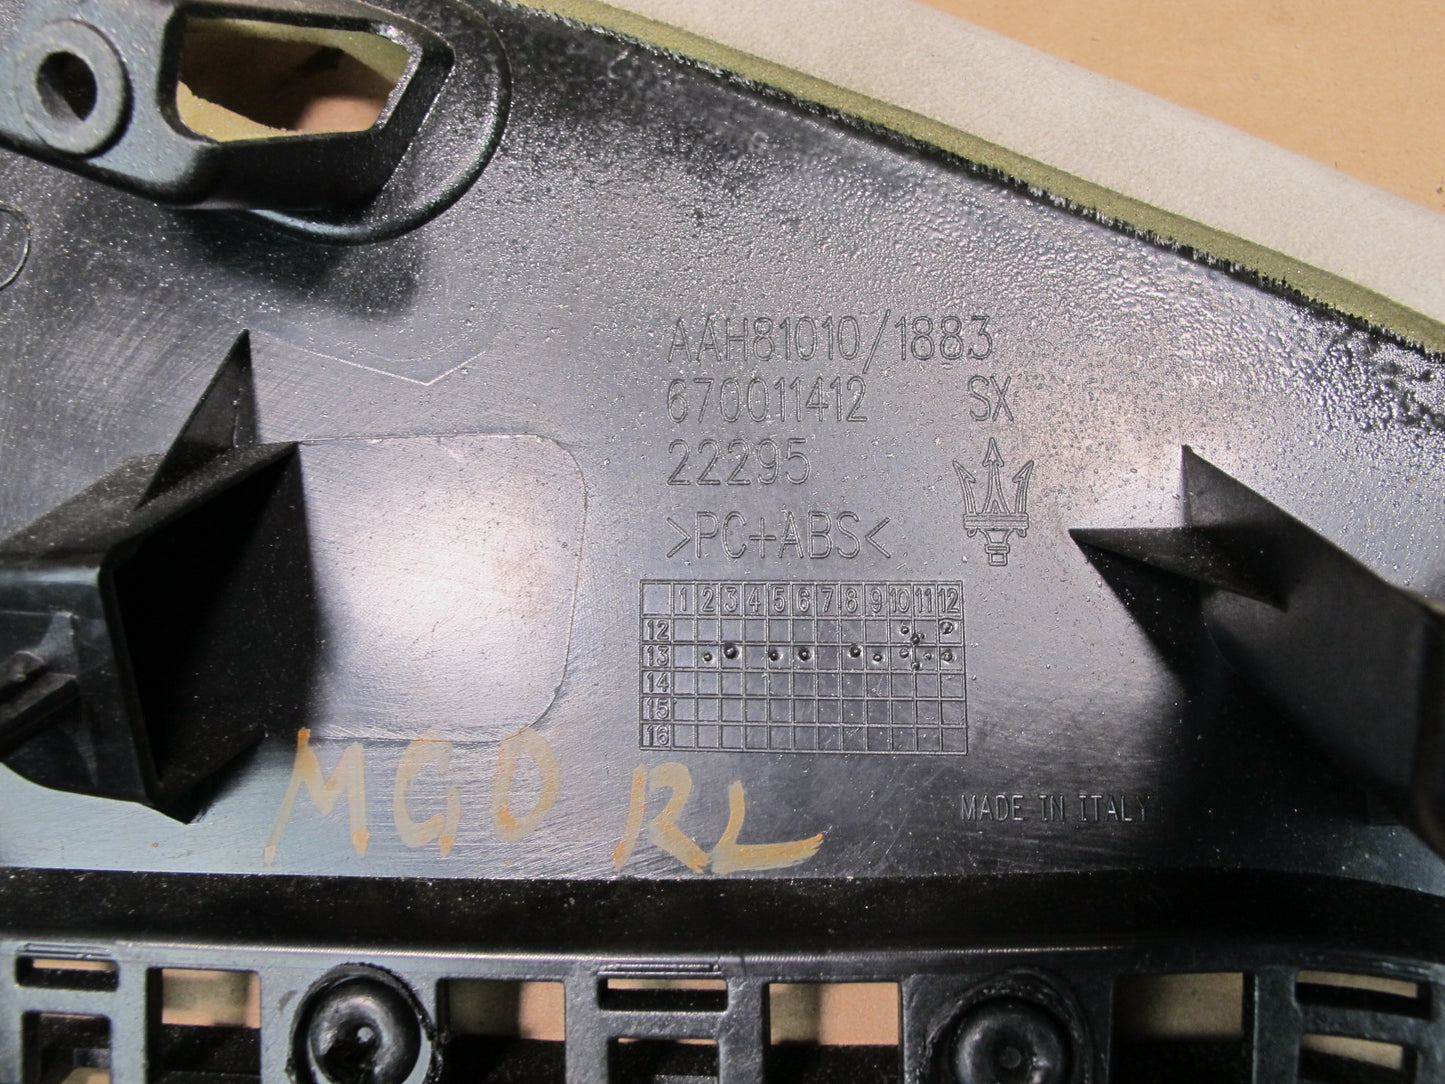 AAH81010/1883
670011412 SX
22295
>PC+ABS<
1 2 3 4 5 6 7 8 9 10 11 12
12
13
14
15
16
MADE IN ITALY
MGD RL